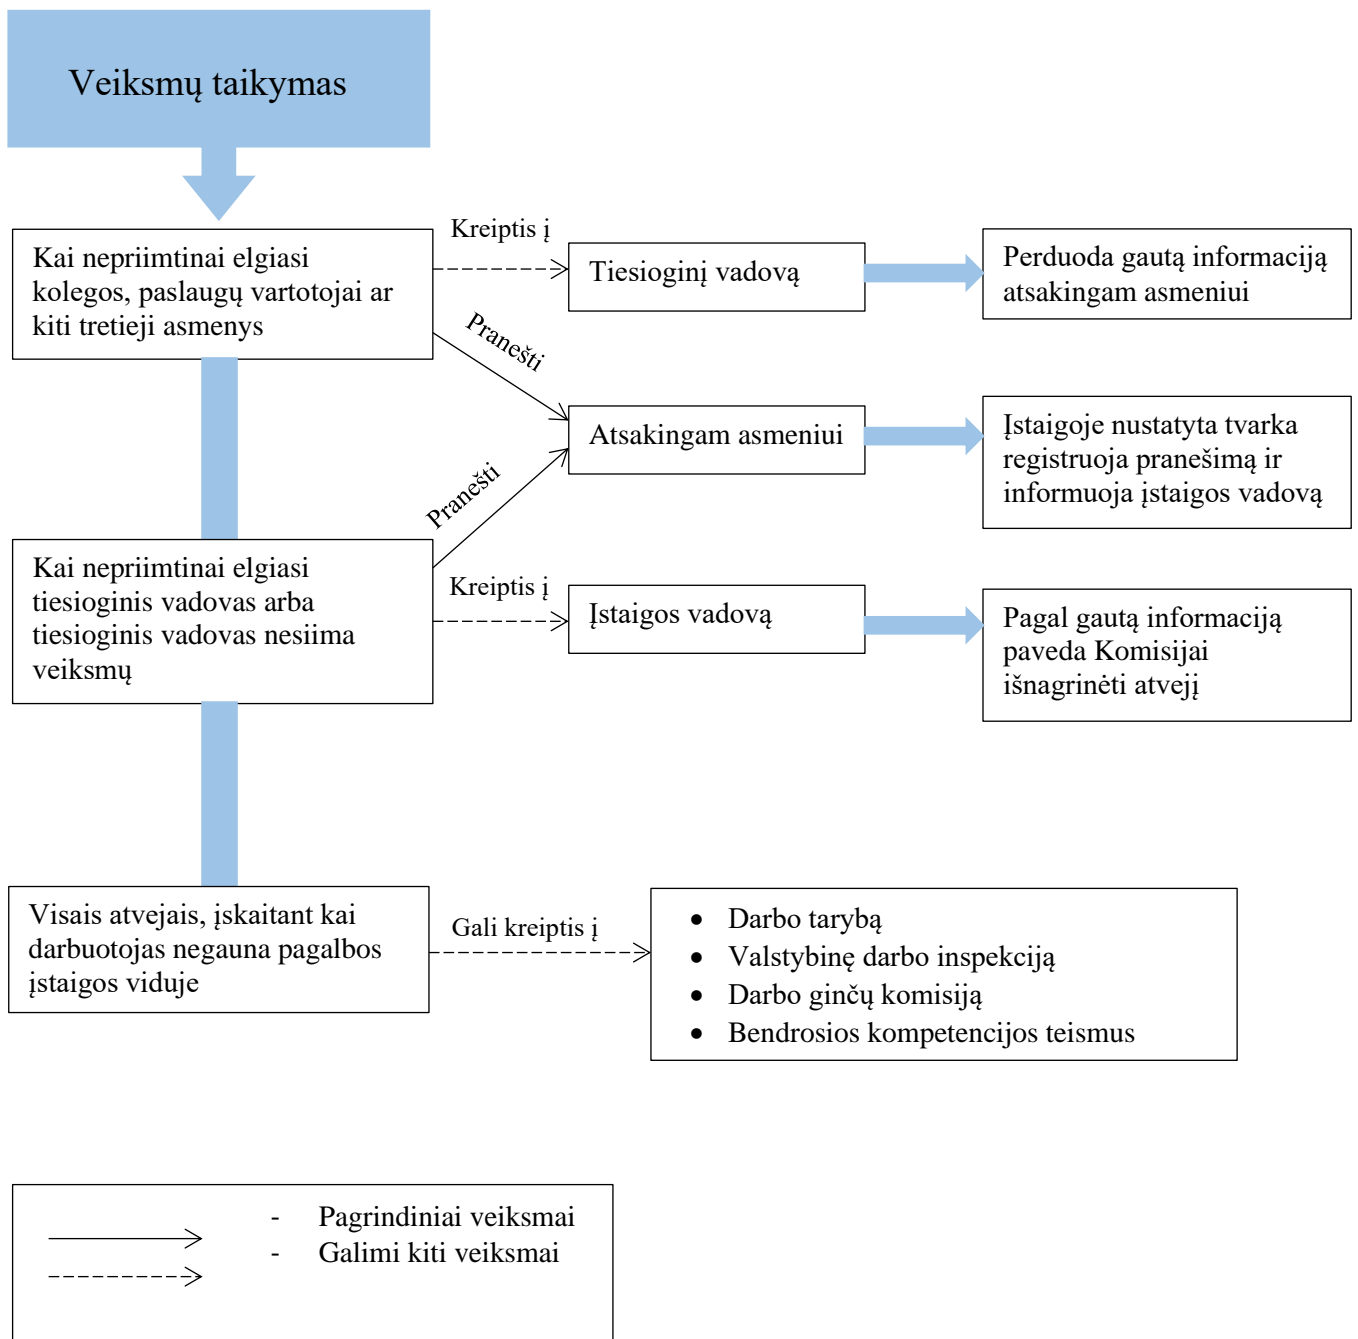 Veiksmų taikymas
Kai nepriimtinai elgiasi
kolegos, paslaugų vartotojai ar
kiti tretieji asmenys
Kreiptis į
Tiesioginį vadovą
Perduoda gautą informaciją
atsakingam asmeniui
Pranešti
Atsakingam asmeniui
Įstaigoje nustatyta tvarka
registruoja pranešimą ir
informuoja įstaigos vadovą
Pranešti
Kai nepriimtinai elgiasi
tiesioginis vadovas arba
tiesioginis vadovas nesiima
veiksmų
Kreiptis į
Įstaigos vadovą
Pagal gautą informaciją
paveda Komisijai
išnagrinėti atvejį
Visais atvejais, įskaitant kai
darbuotojas negauna pagalbos
įstaigos viduje
Gali kreiptis į
• Darbo tarybą
• Valstybinę darbo inspekciją
• Darbo ginčų komisiją
• Bendrosios kompetencijos teismus
- Pagrindiniai veiksmai
- Galimi kiti veiksmai